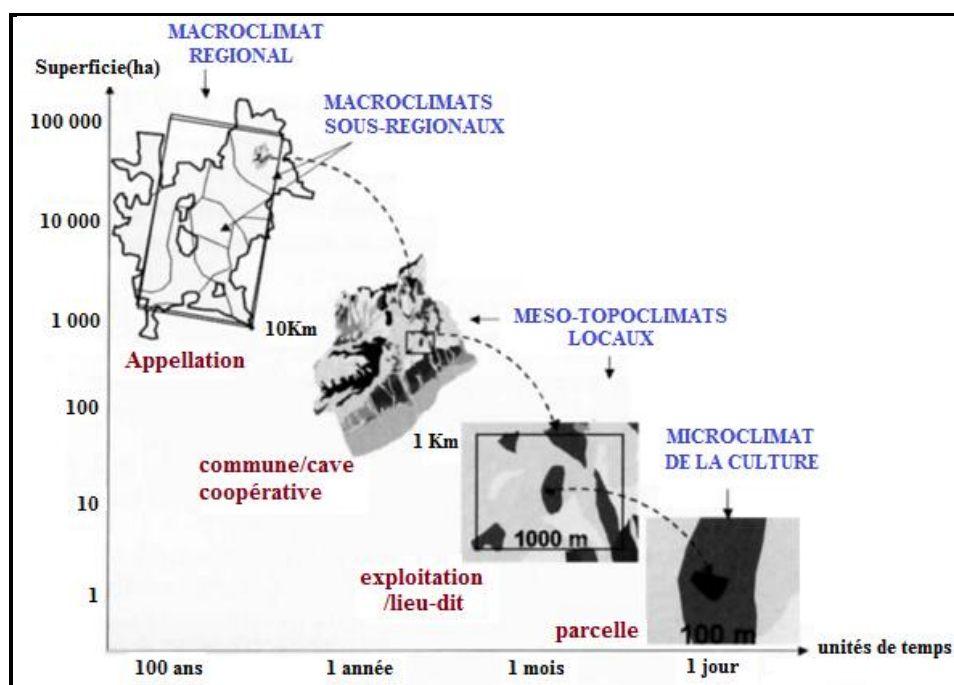 MACROCLIMAT
REGIONAL
Superficie(ha)
MACROCLIMATS
SOUS-REGIONAUX
100 000
10 000
1 000
10Km
MESO-TOPOCLIMATS
LOCAUX
Appellation
100
1 Km
MICROCLIMAT
DE LA CULTURE
commune/cave
coopérative
10
1000 m
exploitation
/lieu-dit
1
parcelle
100 m
unités de temps
100 ans
1 année
1 mois
1 jour